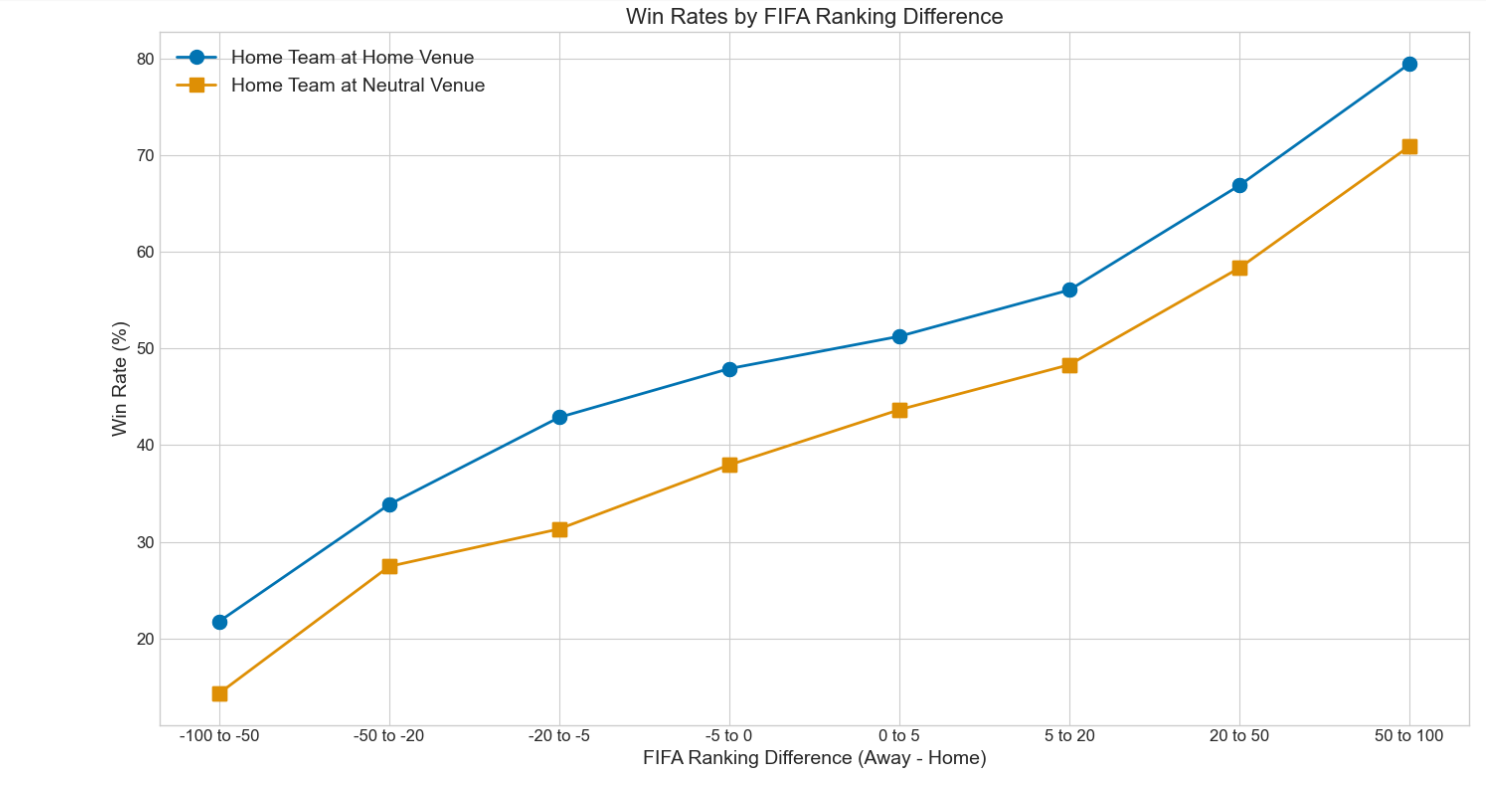 Win Rates by FIFA Ranking Difference
Home Team at Home Venue
Home Team at Neutral Venue
80
70
60
50
40
30
20
Win Rate (%)
-100 to -50
-50 to -20
-20 to -5
-5 to 0
0 to 5
5 to 20
20 to 50
50 to 100
FIFA Ranking Difference (Away - Home)